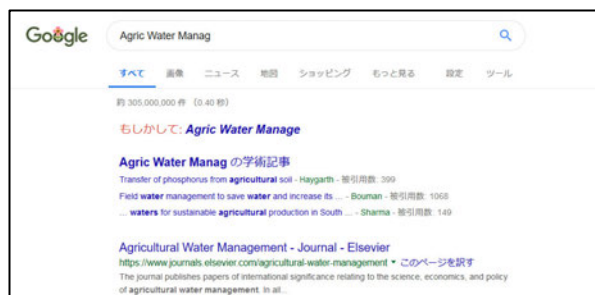 Google
Agric Water Manag
すべて 画像 ニュース 地図 ショッピング もっと見る 設定 ツール
約 305,000,000 件 （0.40 秒）
もしかして: Agric Water Manage
Agric Water Manag の学術記事
Transfer of phosphorus from agricultural soil - Haygarth - 被引用数: 399
Field water management to save water and increase its ... - Bouman - 被引用数: 1068
... waters for sustainable agricultural production in South ... - Sharma - 被引用数: 149
Agricultural Water Management - Journal - Elsevier
https://www.journals.elsevier.com/agricultural-water-management ▼ このページを訳す
The journal publishes papers of international significance relating to the science, economics, and policy
of agricultural water management. In all...